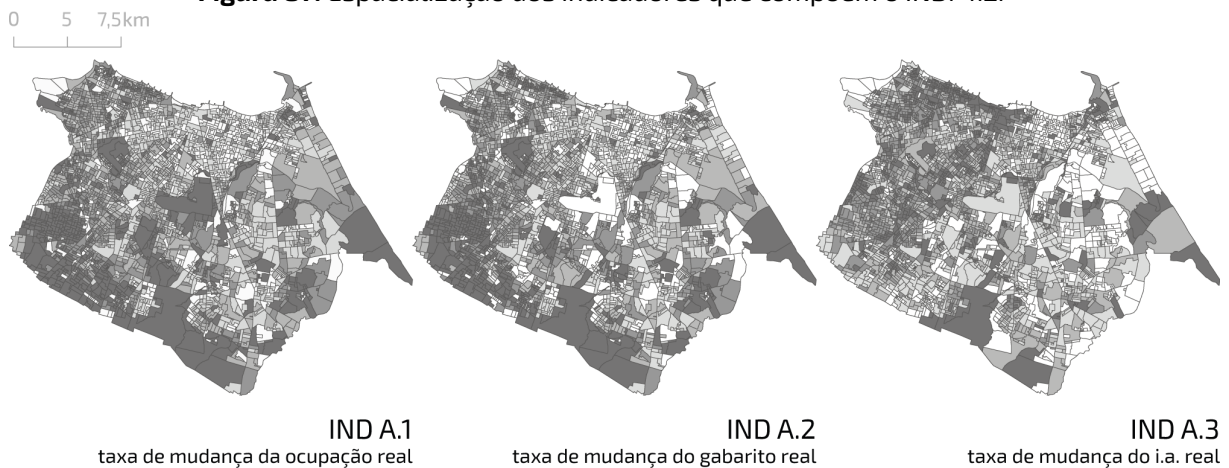 0 5 7,5km
IND A.1
taxa de mudança da ocupação real
IND A.2
taxa de mudança do gabarito real
IND A.3
taxa de mudança do i.a. real